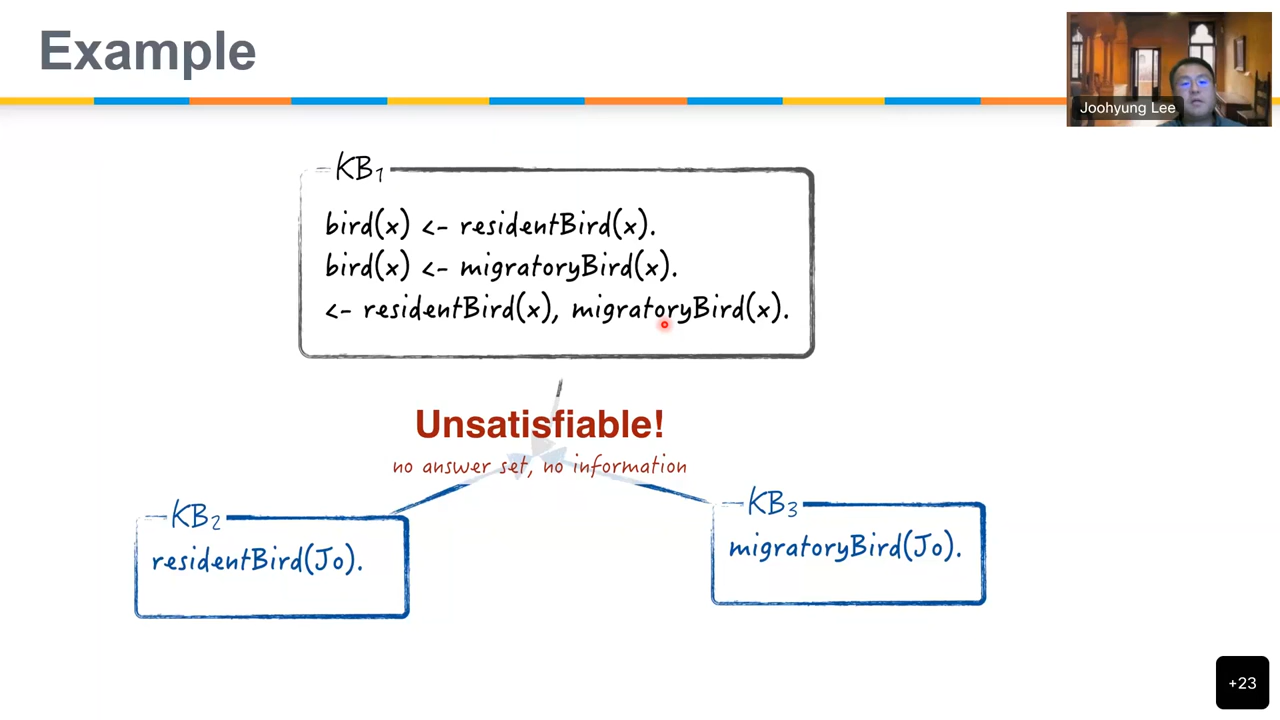 Example
Joohyung Lee
KB₁
bird(x) <- residentBird(x).
bird(x) <- migratoryBird(x).
<- residentBird(x), migratoryBird(x).
Unsatisfiable!
no answer set, no information
KB₂
residentBird(Jo).
KB₃
migratoryBird(Jo).
+23